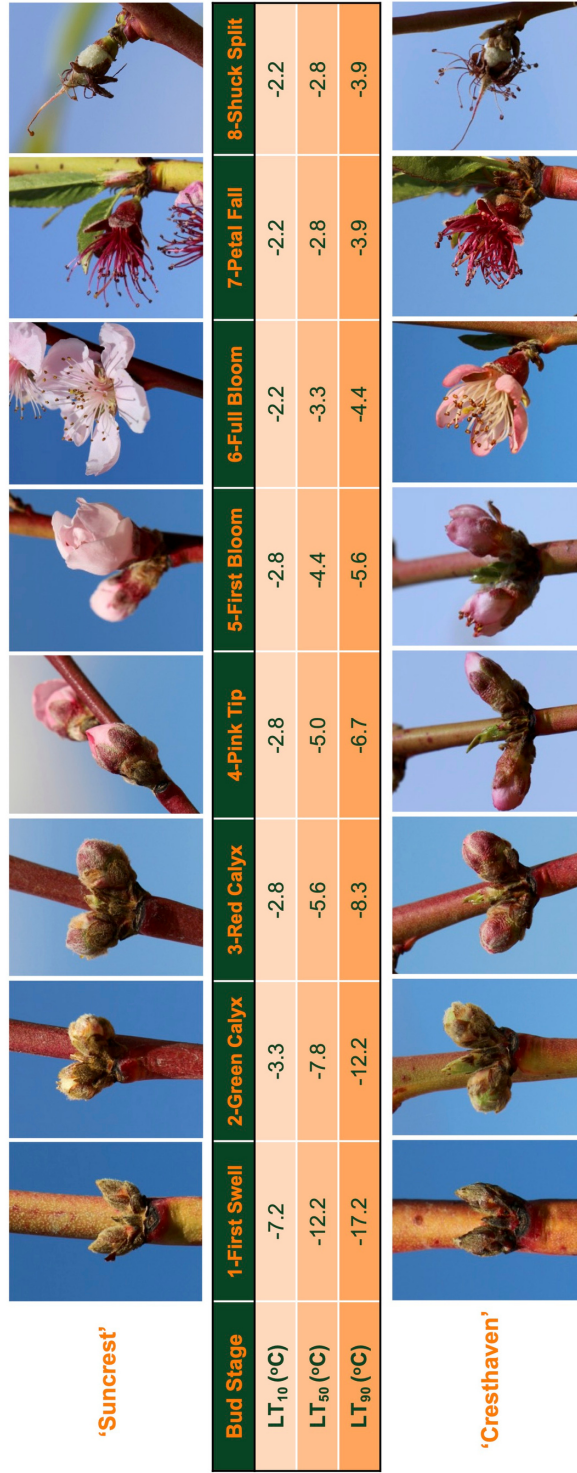 'Suncrest'
Bud Stage 1-First Swell 2-Green Calyx 3-Red Calyx 4-Pink Tip 5-First Bloom 6-Full Bloom 7-Petal Fall 8-Shuck Split
LT10 (oC) -7.2 -3.3 -2.8 -2.8 -2.8 -2.2 -2.2 -2.2
LT50 (oC) -12.2 -7.8 -5.6 -5.0 -4.4 -3.3 -2.8 -2.8
LT90 (oC) -17.2 -12.2 -8.3 -6.7 -5.6 -4.4 -3.9 -3.9
'Cresthaven'